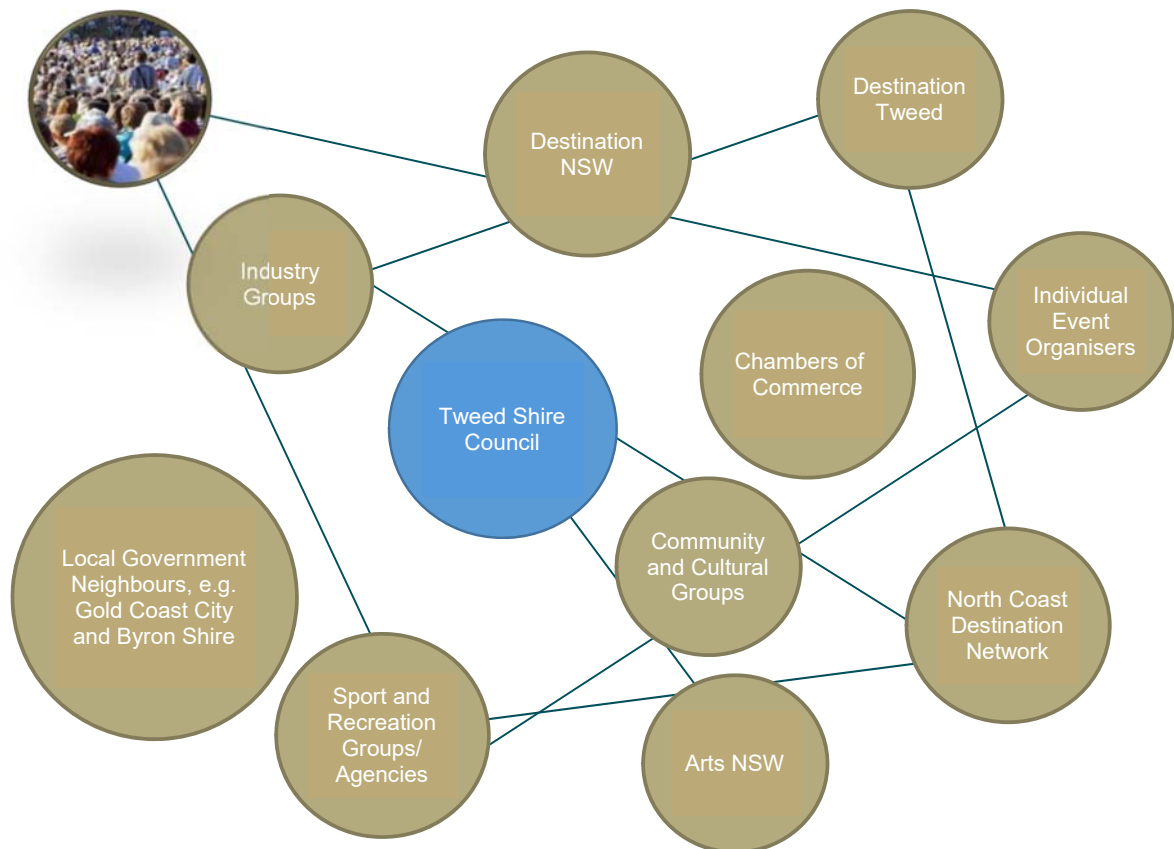 Destination
NSW
Destination
Tweed
Industry
Groups
Individual
Event
Organisers
Chambers of
Commerce
Tweed Shire
Council
Local Government
Neighbours, e.g.
Gold Coast City
and Byron Shire
Community
and Cultural
Groups
North Coast
Destination
Network
Sport and
Recreation
Groups/
Agencies
Arts NSW